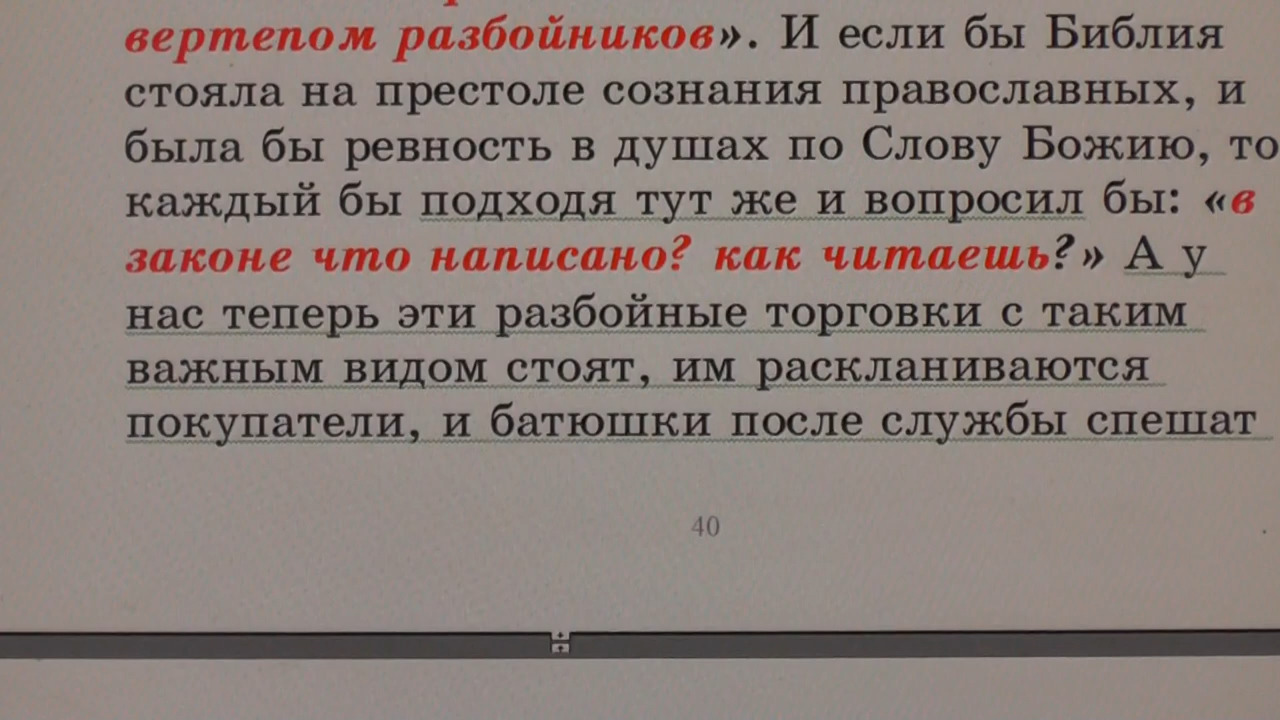 вертепом разбойников». И если бы Библия
стояла на престоле сознания православных, и
была бы ревность в душах по Слову Божию, то
каждый бы подходя тут же и вопросил бы: «в
законе что написано? как читаешь?» А у
нас теперь эти разбойные торговки с таким
важным видом стоят, им раскланиваются
покупатели, и батюшки после службы спешат
40